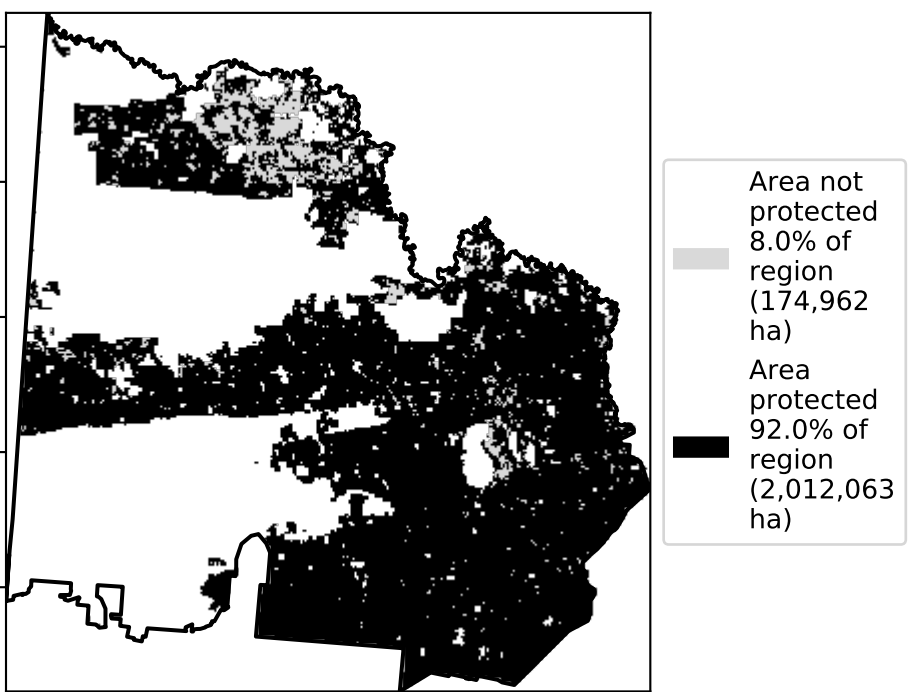 Area not
protected
8.0% of
region
(174,962
ha)
Area
protected
92.0% of
region
(2,012,063
ha)